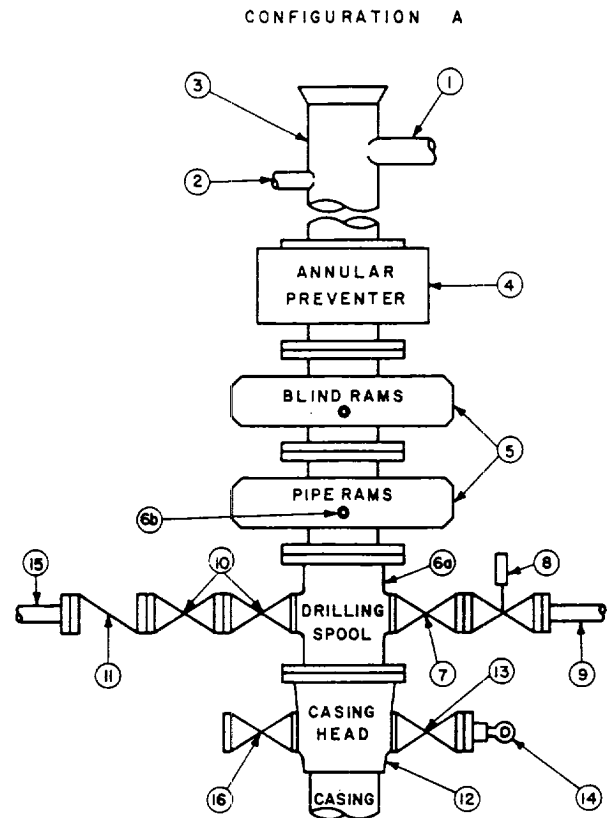 CONFIGURATION A
3
1
2
ANNULAR
PREVENTER
4
BLIND RAMS
5
PIPE RAMS
6b
6a
8
15
10
DRILLING
SPOOL
11
7
9
13
CASING
HEAD
16
12
14
CASING